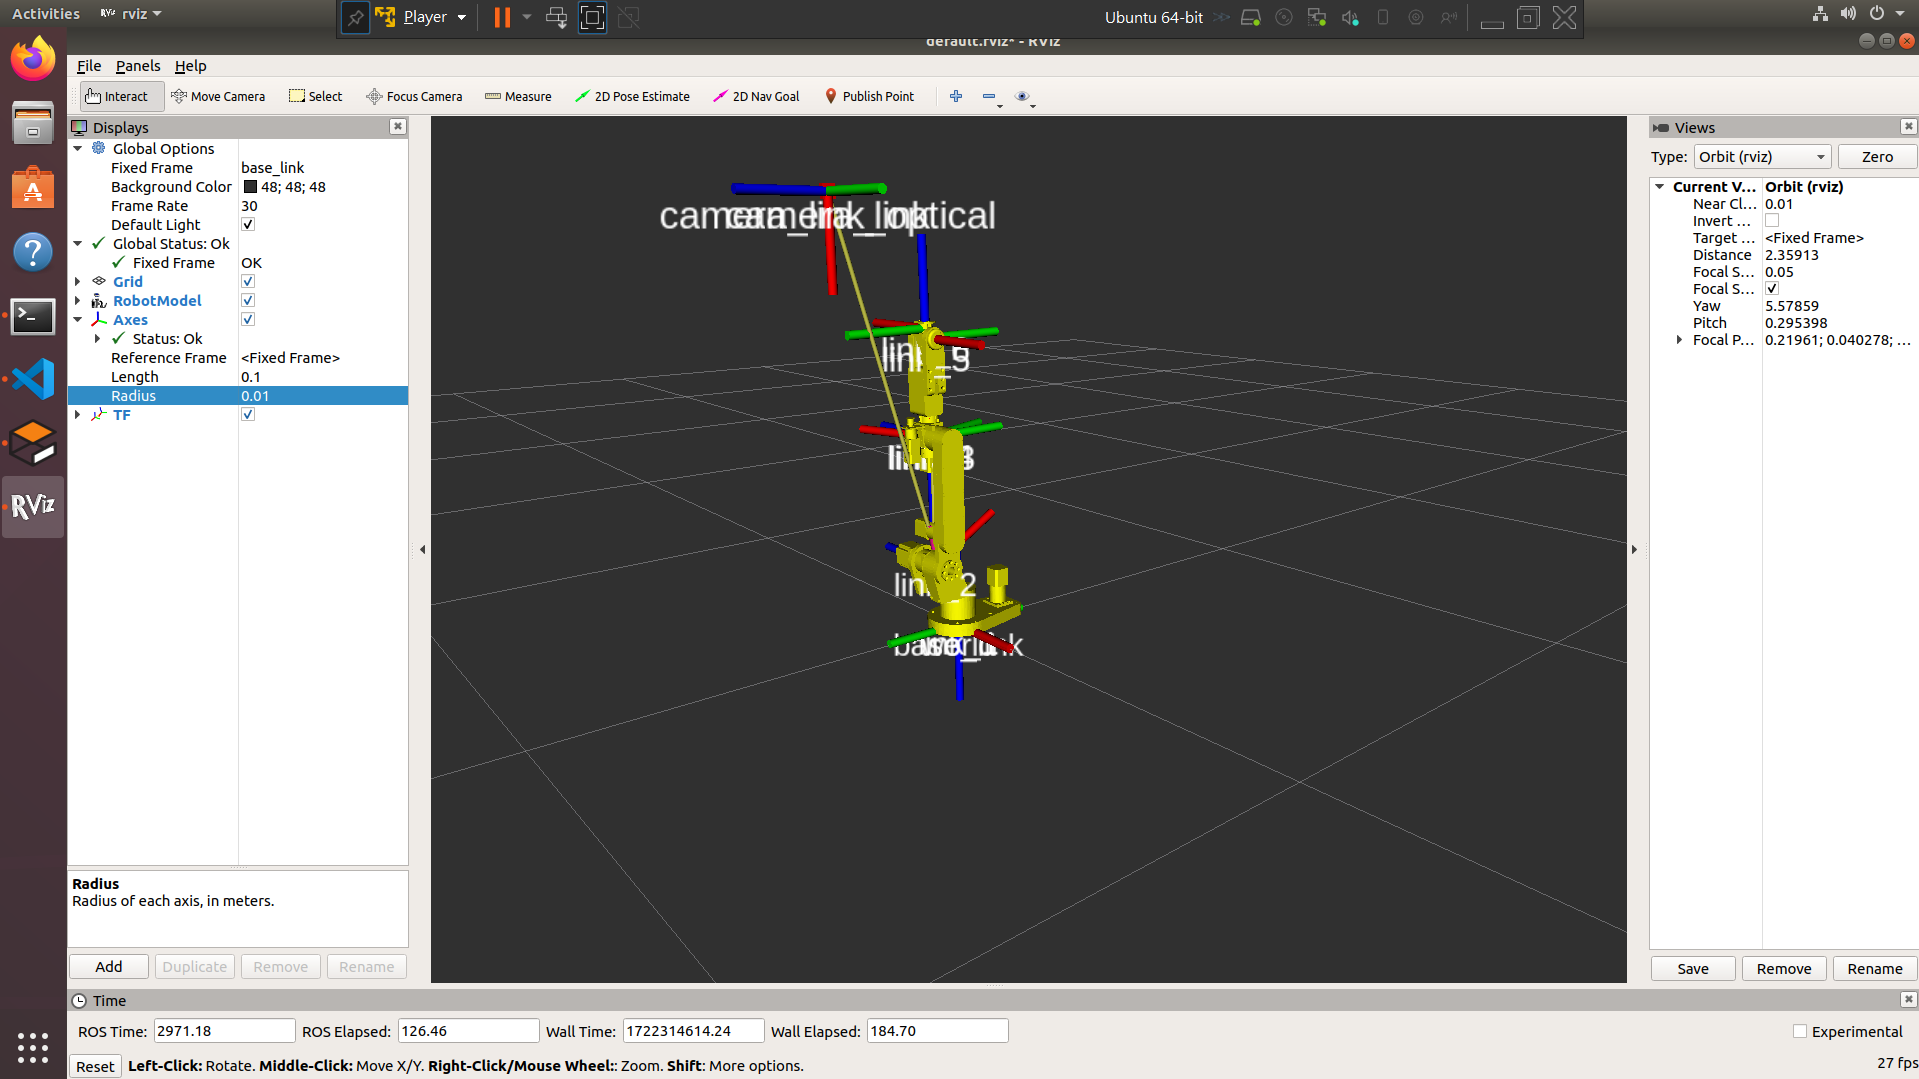 Activities
rviz
Player
Ubuntu 64-bit
default.rviz* - RViz
File Panels Help
Interact Move Camera Select Focus Camera Measure 2D Pose Estimate 2D Nav Goal Publish Point
Displays
Global Options
Fixed Frame base_link
Background Color 48; 48; 48
Frame Rate 30
Default Light
Global Status: Ok
Fixed Frame OK
Grid
RobotModel
Axes
Status: Ok
Reference Frame <Fixed Frame>
Length 0.1
Radius 0.01
TF
Radius
Radius of each axis, in meters.
Add Duplicate Remove Rename
RViz
Views
Type: Orbit (rviz) Zero
Current V... Orbit (rviz)
Near Cl... 0.01
Invert ...
Target ... <Fixed Frame>
Distance 2.35913
Focal S... 0.05
Focal S...
Yaw 5.57859
Pitch 0.295398
Focal P... 0.21961; 0.040278; ...
Save Remove Rename
Time
ROS Time: 2971.18 ROS Elapsed: 126.46 Wall Time: 1722314614.24 Wall Elapsed: 184.70
Experimental
Reset Left-Click: Rotate. Middle-Click: Move X/Y. Right-Click/Mouse Wheel:: Zoom. Shift: More options.
27 fps